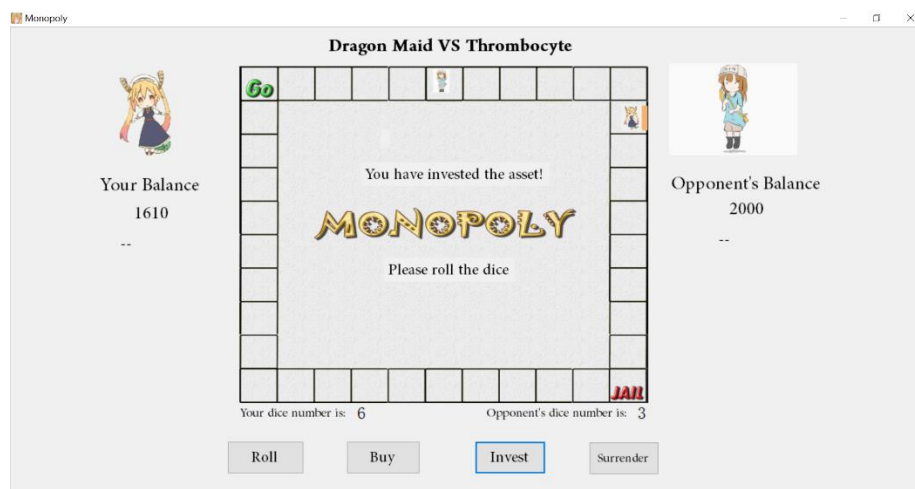 Monopoly
Dragon Maid VS Thrombocyte
Go
Your Balance
1610
--
You have invested the asset!
MONOPOLY
Please roll the dice
Opponent's Balance
2000
--
JAIL
Your dice number is: 6
Opponent's dice number is: 3
Roll
Buy
Invest
Surrender